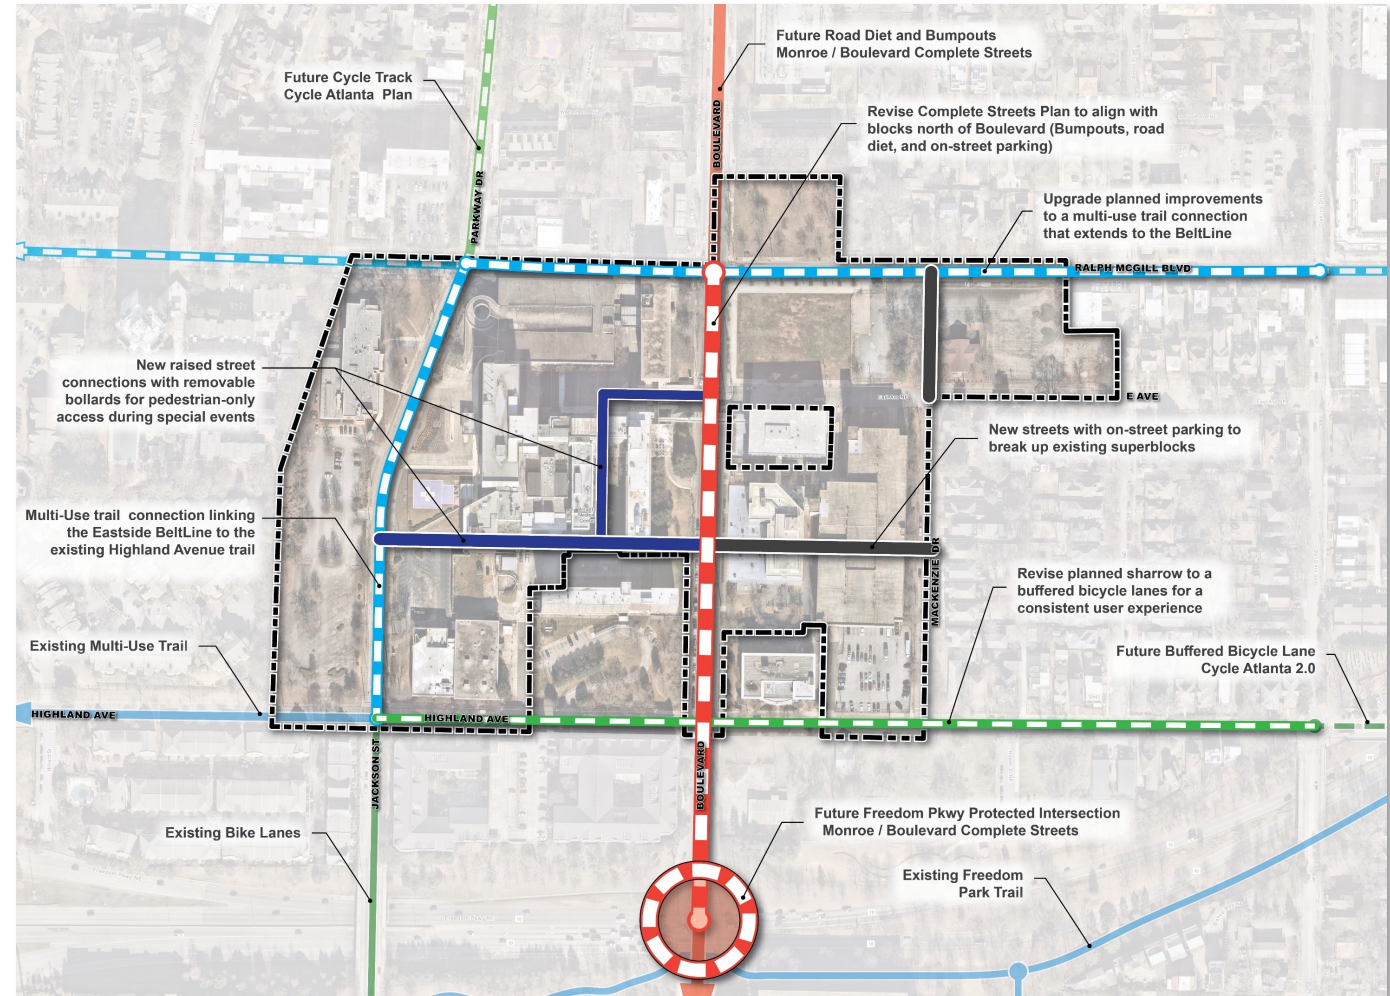 Future Road Diet and Bumpouts
Monroe / Boulevard Complete Streets
Future Cycle Track
Cycle Atlanta Plan
BOULEVARD
Revise Complete Streets Plan to align with
blocks north of Boulevard (Bumpouts, road
diet, and on-street parking)
PARKWAY DR
Upgrade planned improvements
to a multi-use trail connection
that extends to the BeltLine
RALPH MCGILL BLVD
New raised street
connections with removable
bollards for pedestrian-only
access during special events
E AVE
New streets with on-street parking to
break up existing superblocks
Multi-Use trail connection linking
the Eastside BeltLine to the
existing Highland Avenue trail
MACKENZIE DR
Revise planned sharrow to a
buffered bicycle lanes for a
consistent user experience
Existing Multi-Use Trail
Future Buffered Bicycle Lane
Cycle Atlanta 2.0
HIGHLAND AVE
HIGHLAND AVE
JACKSON ST
BOULEVARD
Existing Bike Lanes
Future Freedom Pkwy Protected Intersection
Monroe / Boulevard Complete Streets
Existing Freedom
Park Trail